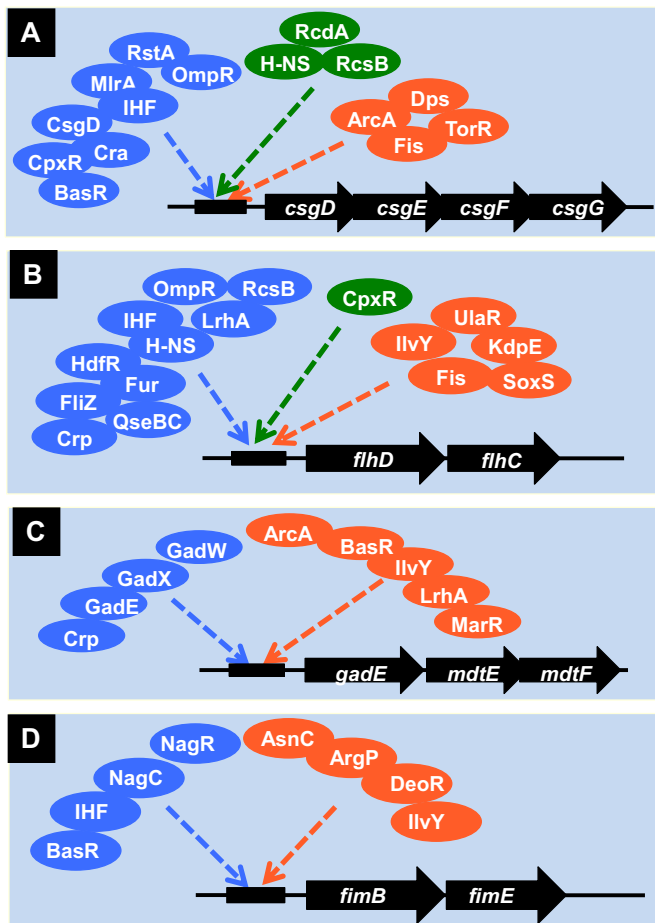 A
RcdA
RstA
H-NS
RcsB
OmpR
MlrA
IHF
Dps
CsgD
ArcA
TorR
Cra
Fis
CpxR
BasR
csgD
csgE
csgF
csgG
B
OmpR
RcsB
CpxR
IHF
LrhA
UlaR
H-NS
IlvY
KdpE
HdfR
Fur
Fis
SoxS
FliZ
QseBC
Crp
flhD
flhC
C
ArcA
GadW
BasR
GadX
IlvY
GadE
LrhA
Crp
MarR
gadE
mdtE
mdtF
D
NagR
AsnC
ArgP
NagC
DeoR
IHF
IlvY
BasR
fimB
fimE